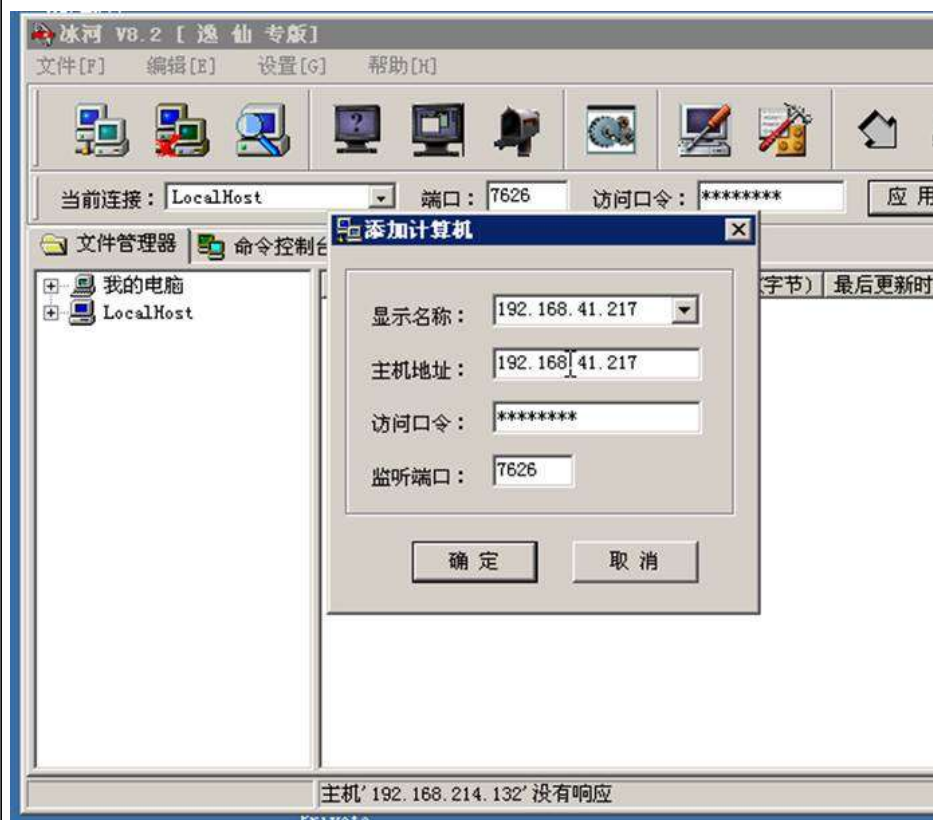 冰河 V8.2 [ 逸 仙 专版]
文件[F] 编辑[E] 设置[G] 帮助[H]
当前连接： LocalHost 端口： 7626 访问口令： ******** 应 用
文件管理器 命令控制台
添加计算机
我的电脑
LocalHost
(字节) 最后更新时
显示名称： 192.168.41.217
主机地址： 192.168.41.217
访问口令： ********
监听端口： 7626
确 定 取 消
主机'192.168.214.132'没有响应